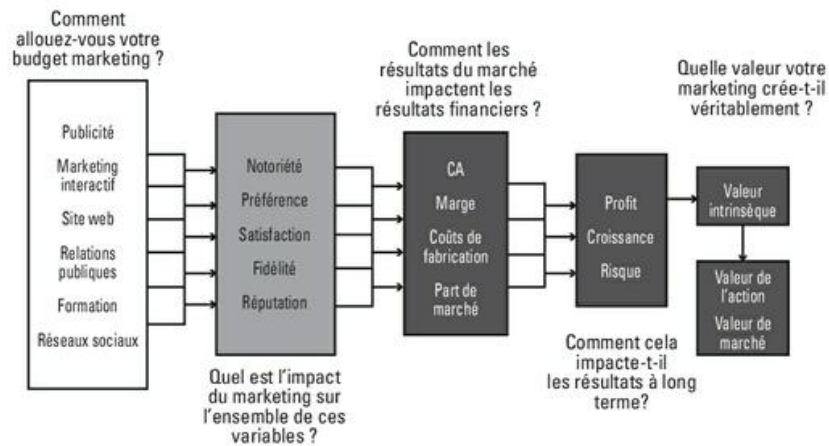 Comment
allouez-vous votre
budget marketing ?
Publicité
Marketing
interactif
Site web
Relations
publiques
Formation
Réseaux sociaux
Notoriété
Préférence
Satisfaction
Fidélité
Réputation
Quel est l'impact
du marketing sur
l'ensemble de ces
variables ?
Comment les
résultats du marché
impactent les
résultats financiers ?
CA
Marge
Coûts de
fabrication
Part de
marché
Profit
Croissance
Risque
Comment cela
impacte-t-il
les résultats à long
terme?
Quelle valeur votre
marketing crée-t-il
véritablement ?
Valeur
intrinsèque
Valeur de
l'action
Valeur de
marché